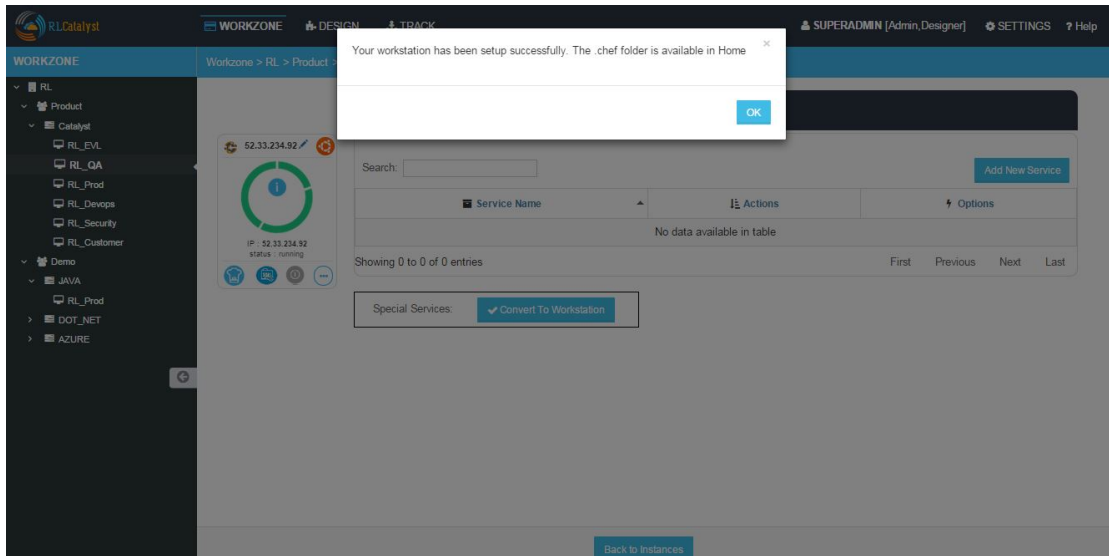 RLCatalyst
WORKZONE
DESIGN
TRACK
SUPERADMIN [Admin,Designer]
SETTINGS
? Help
WORKZONE
Workzone > RL > Product >
Your workstation has been setup successfully. The .chef folder is available in Home
×
OK
RL
Product
Catalyst
RL_EVL
RL_QA
RL_Prod
RL_Devops
RL_Security
RL_Customer
Demo
JAVA
RL_Prod
DOT_NET
AZURE
52.33.234.92
IP : 52.33.234.92
status : running
Search:
Add New Service
Service Name
Actions
Options
No data available in table
Showing 0 to 0 of 0 entries
First
Previous
Next
Last
Special Services:
Convert To Workstation
Back to Instances